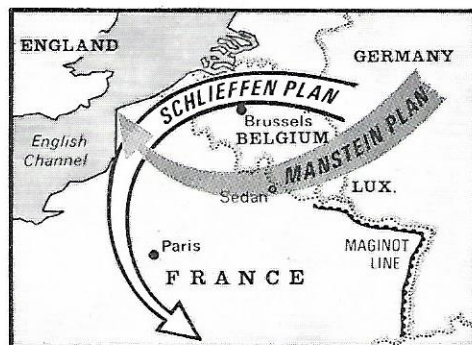 ENGLAND
GERMANY
SCHLIEFFEN PLAN
Brussels
BELGIUM
English
Channel
MANSTEIN PLAN
Sedan
LUX.
Paris
MAGINOT
LINE
FRANCE